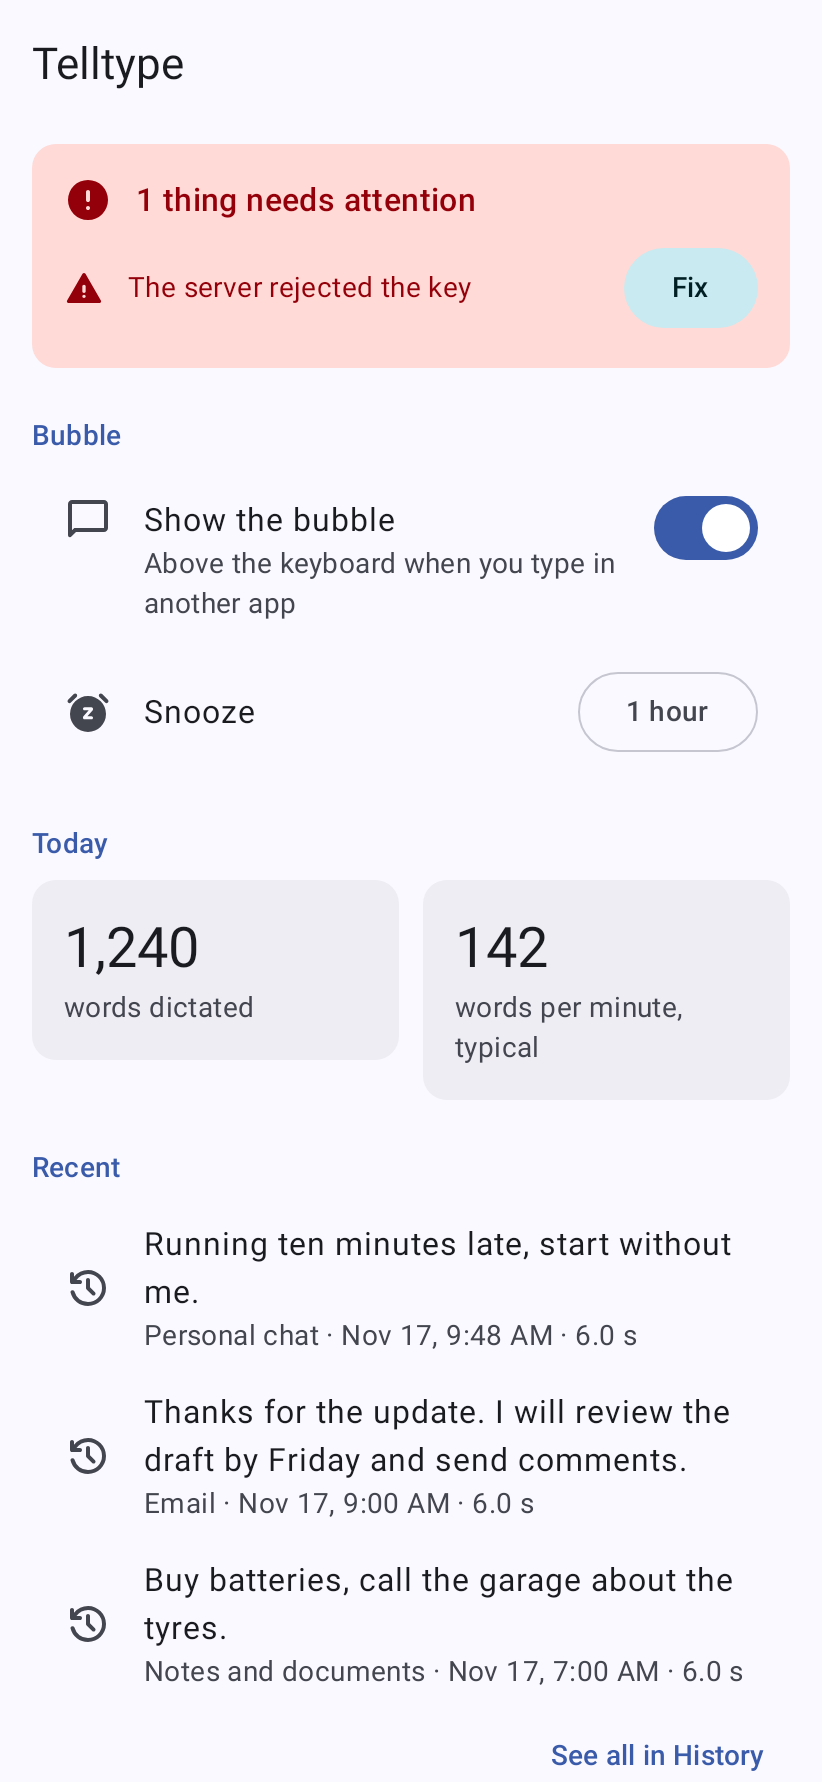 Telltype
1 thing needs attention
The server rejected the key
Fix
Bubble
Show the bubble
Above the keyboard when you type in
another app
Snooze
1 hour
Today
1,240
words dictated
142
words per minute,
typical
Recent
Running ten minutes late, start without
me.
Personal chat · Nov 17, 9:48 AM · 6.0 s
Thanks for the update. I will review the
draft by Friday and send comments.
Email · Nov 17, 9:00 AM · 6.0 s
Buy batteries, call the garage about the
tyres.
Notes and documents · Nov 17, 7:00 AM · 6.0 s
See all in History